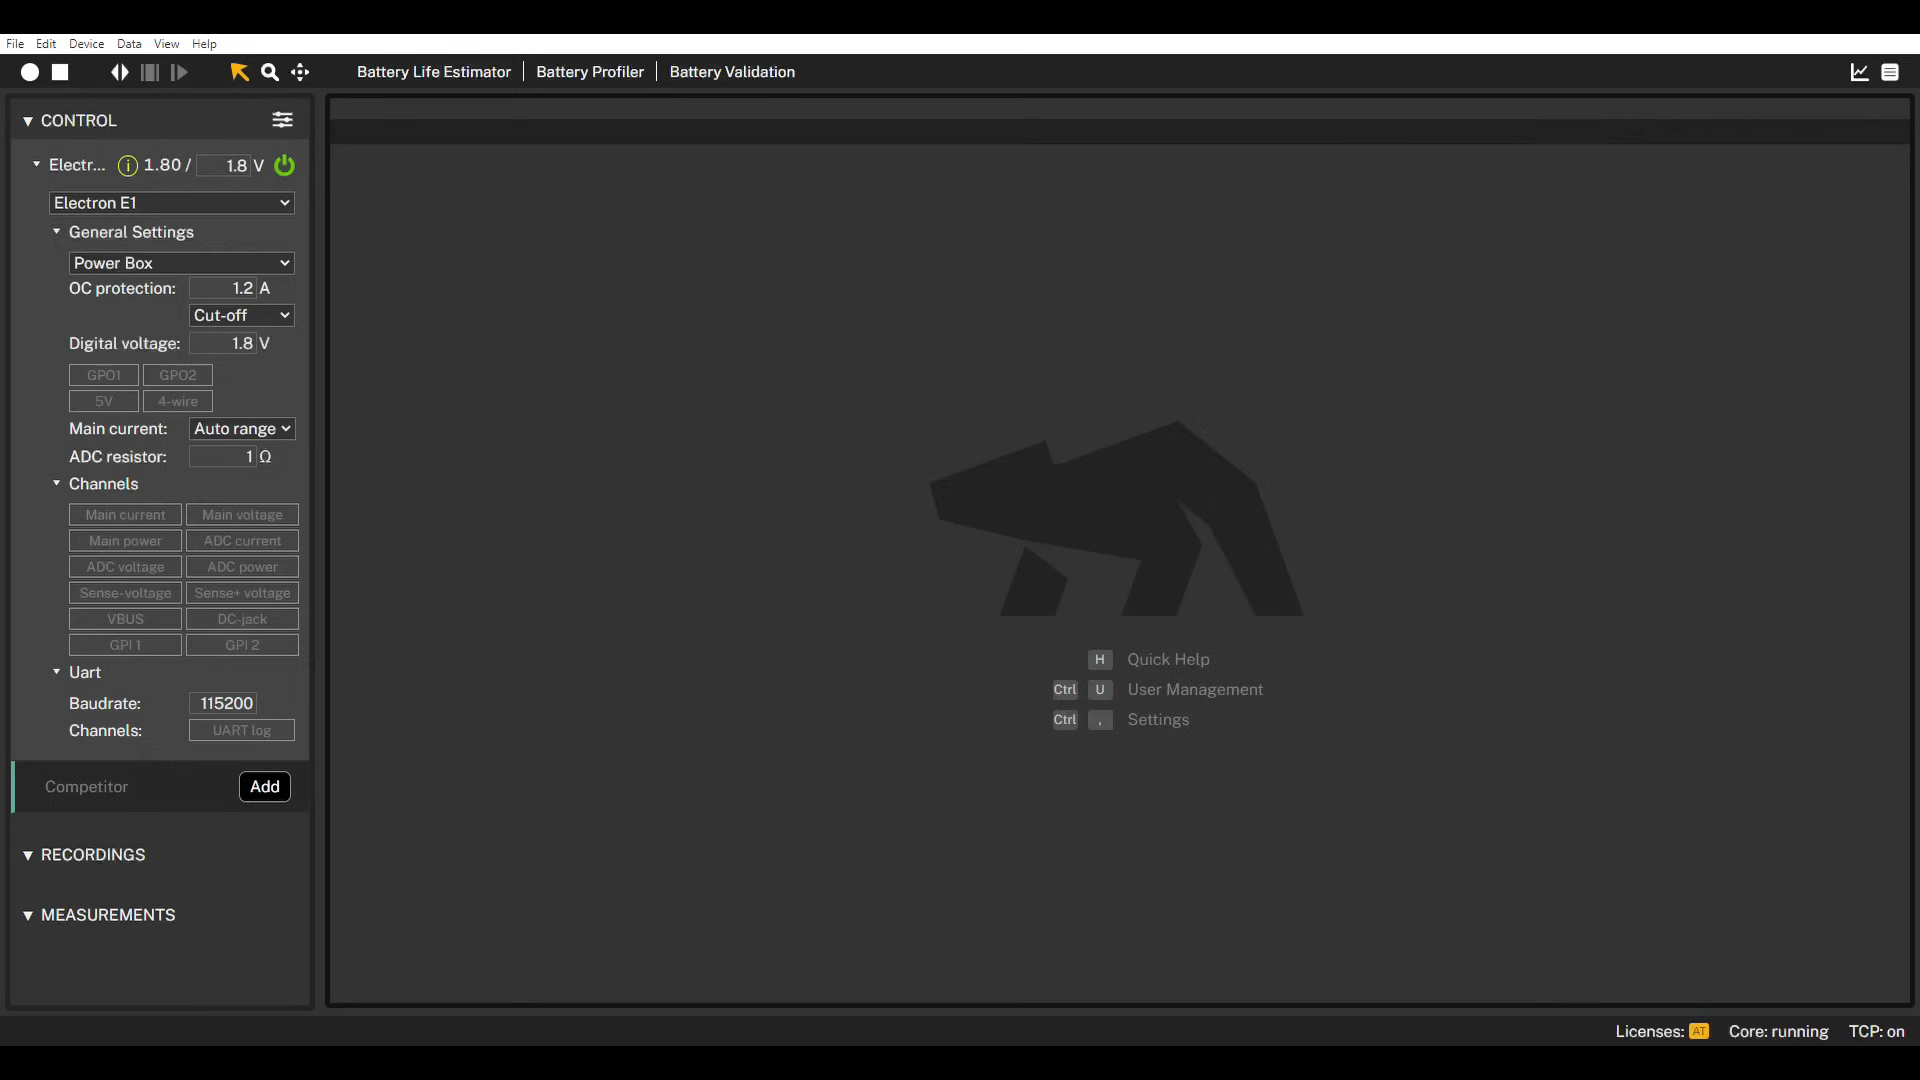 File Edit Device Data View Help
Battery Life Estimator Battery Profiler Battery Validation
CONTROL
Electr... i 1.80 / 1.8 V
Electron E1
General Settings
Power Box
OC protection: 1.2 A
Cut-off
Digital voltage: 1.8 V
GPO1 GPO2
5V 4-wire
Main current: Auto range
ADC resistor: 1 Ω
Channels
Main current Main voltage
Main power ADC current
ADC voltage ADC power
Sense-voltage Sense+ voltage
VBUS DC-jack
GPI 1 GPI 2
Uart
Baudrate: 115200
Channels: UART log
Competitor Add
RECORDINGS
MEASUREMENTS
H Quick Help
Ctrl U User Management
Ctrl , Settings
Licenses: AT Core: running TCP: on